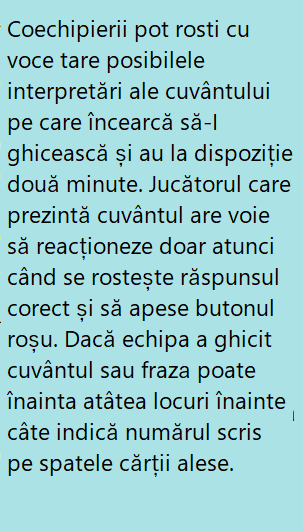 Coechipierii pot rosti cu
voce tare posibilele
interpretări ale cuvântului
pe care încearcă să-l
ghicească și au la dispoziție
două minute. Jucătorul care
prezintă cuvântul are voie
să reacționeze doar atunci
când se rostește răspunsul
corect și să apese butonul
roșu. Dacă echipa a ghicit
cuvântul sau fraza poate
înainta atâtea locuri înainte
câte indică numărul scris
pe spatele cărții alese.